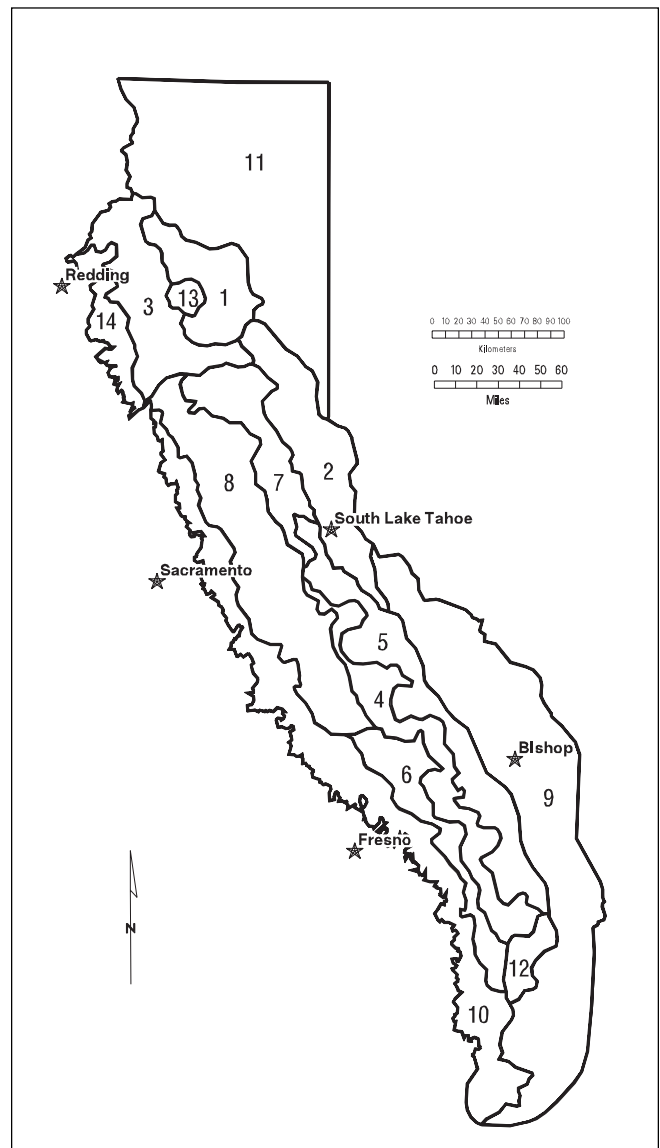 11
Redding
13
1
3
14
0 10 20 30 40 50 60 70 80 90 100
Kilometers
0 10 20 30 40 50 60
Miles
2
8
7
South Lake Tahoe
Sacramento
5
4
BIshop
6
9
Fresno
N
12
10